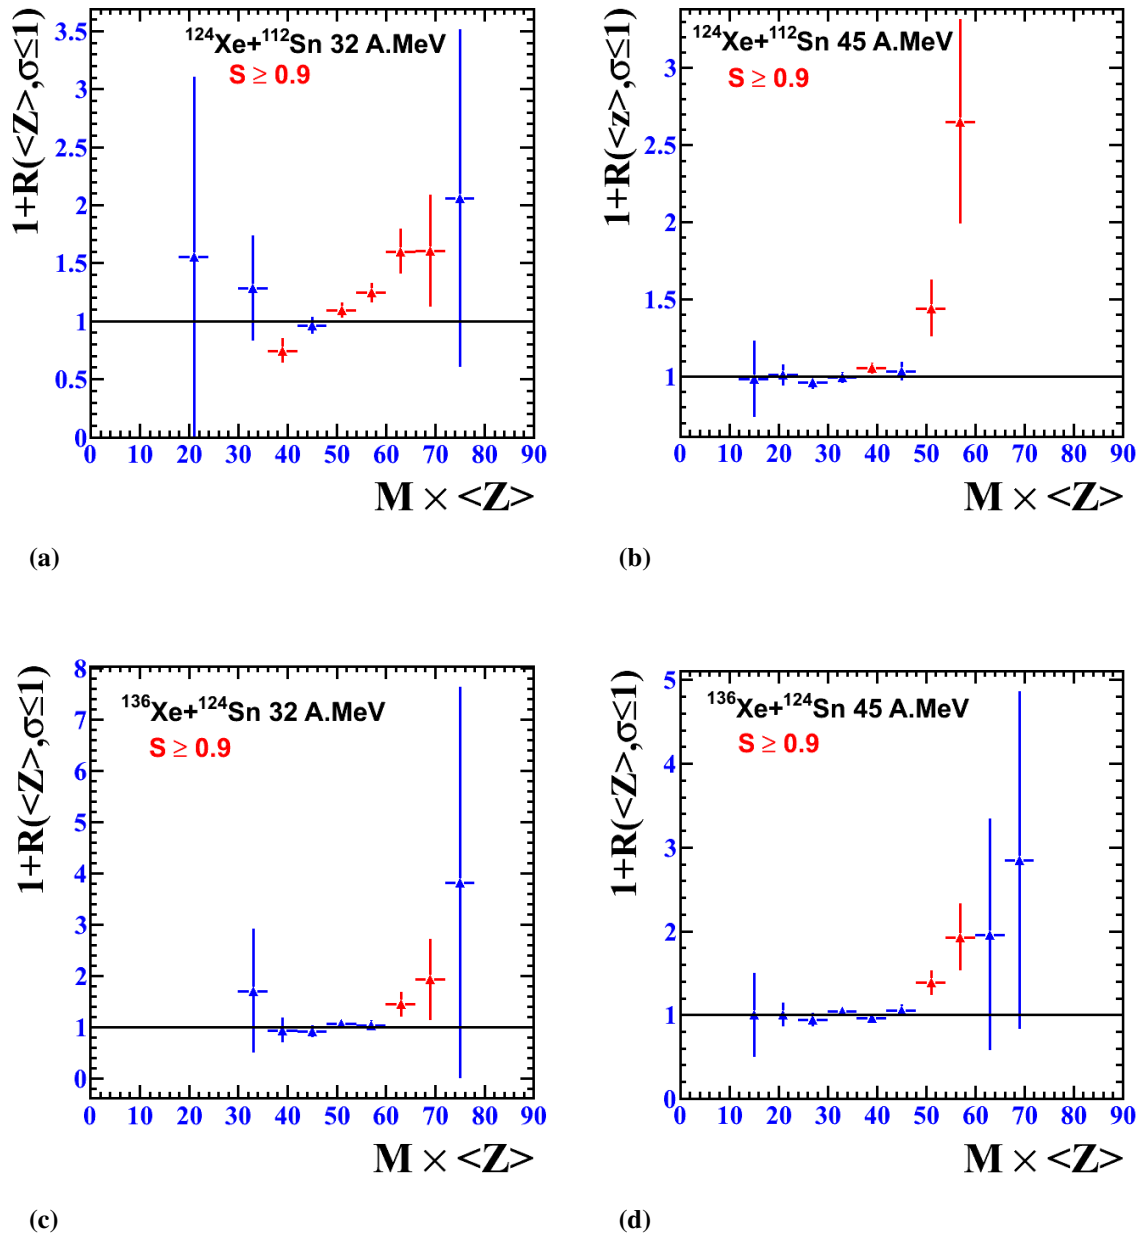 1+R(<Z>,σ≤1)
3.5
3
2.5
2
1.5
1
0.5
0
¹²⁴Xe+¹¹²Sn 32 A.MeV
S ≥ 0.9
0 10 20 30 40 50 60 70 80 90
M × <Z>
(a)
1+R(<z>,σ≤1)
3
2.5
2
1.5
1
¹²⁴Xe+¹¹²Sn 45 A.MeV
S ≥ 0.9
0 10 20 30 40 50 60 70 80 90
M × <Z>
(b)
1+R(<Z>,σ≤1)
8
7
6
5
4
3
2
1
0
¹³⁶Xe+¹²⁴Sn 32 A.MeV
S ≥ 0.9
0 10 20 30 40 50 60 70 80 90
M × <Z>
(c)
1+R(<Z>,σ≤1)
5
4
3
2
1
0
¹³⁶Xe+¹²⁴Sn 45 A.MeV
S ≥ 0.9
0 10 20 30 40 50 60 70 80 90
M × <Z>
(d)